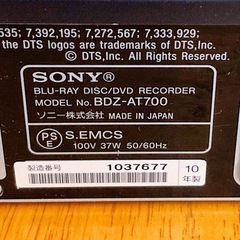 535; 7,392,195; 7,272,567; 7,333,929;
the DTS logos are trademarks of DTS,Inc.
DTS,Inc. All Rights Reserved.
SONY®
BLU-RAY DISC/DVD RECORDER
MODEL No. BDZ-AT700
ソニー株式会社 MADE IN JAPAN
PS
E
S.EMCS
100V 37W 50/60Hz
製造番号 1037677 10
年製